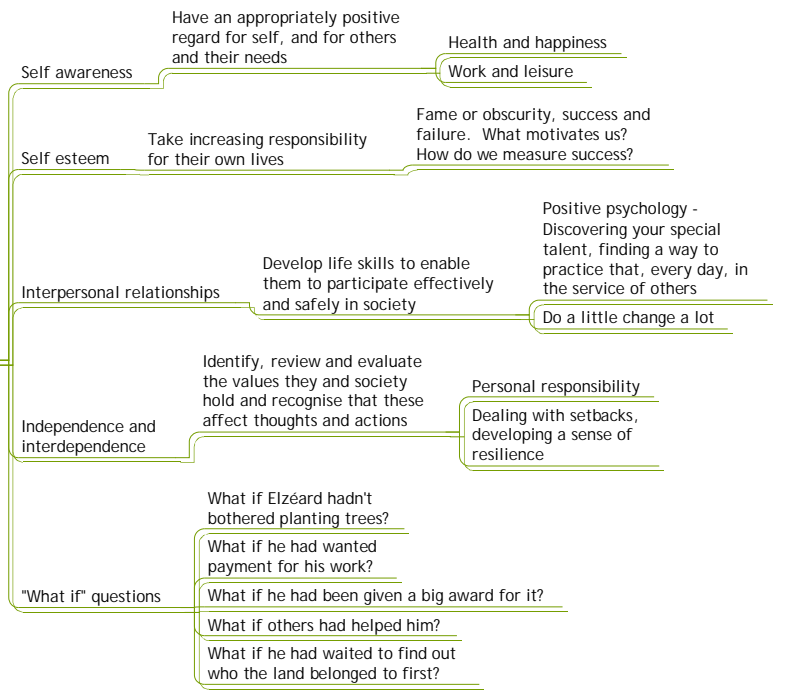 Self awareness
Have an appropriately positive
regard for self, and for others
and their needs
Health and happiness
Work and leisure
Self esteem
Take increasing responsibility
for their own lives
Fame or obscurity, success and
failure.  What motivates us?
How do we measure success?
Interpersonal relationships
Develop life skills to enable
them to participate effectively
and safely in society
Positive psychology -
Discovering your special
talent, finding a way to
practice that, every day, in
the service of others
Do a little change a lot
Independence and
interdependence
Identify, review and evaluate
the values they and society
hold and recognise that these
affect thoughts and actions
Personal responsibility
Dealing with setbacks,
developing a sense of
resilience
"What if" questions
What if Elzéard hadn't
bothered planting trees?
What if he had wanted
payment for his work?
What if he had been given a big award for it?
What if others had helped him?
What if he had waited to find out
who the land belonged to first?